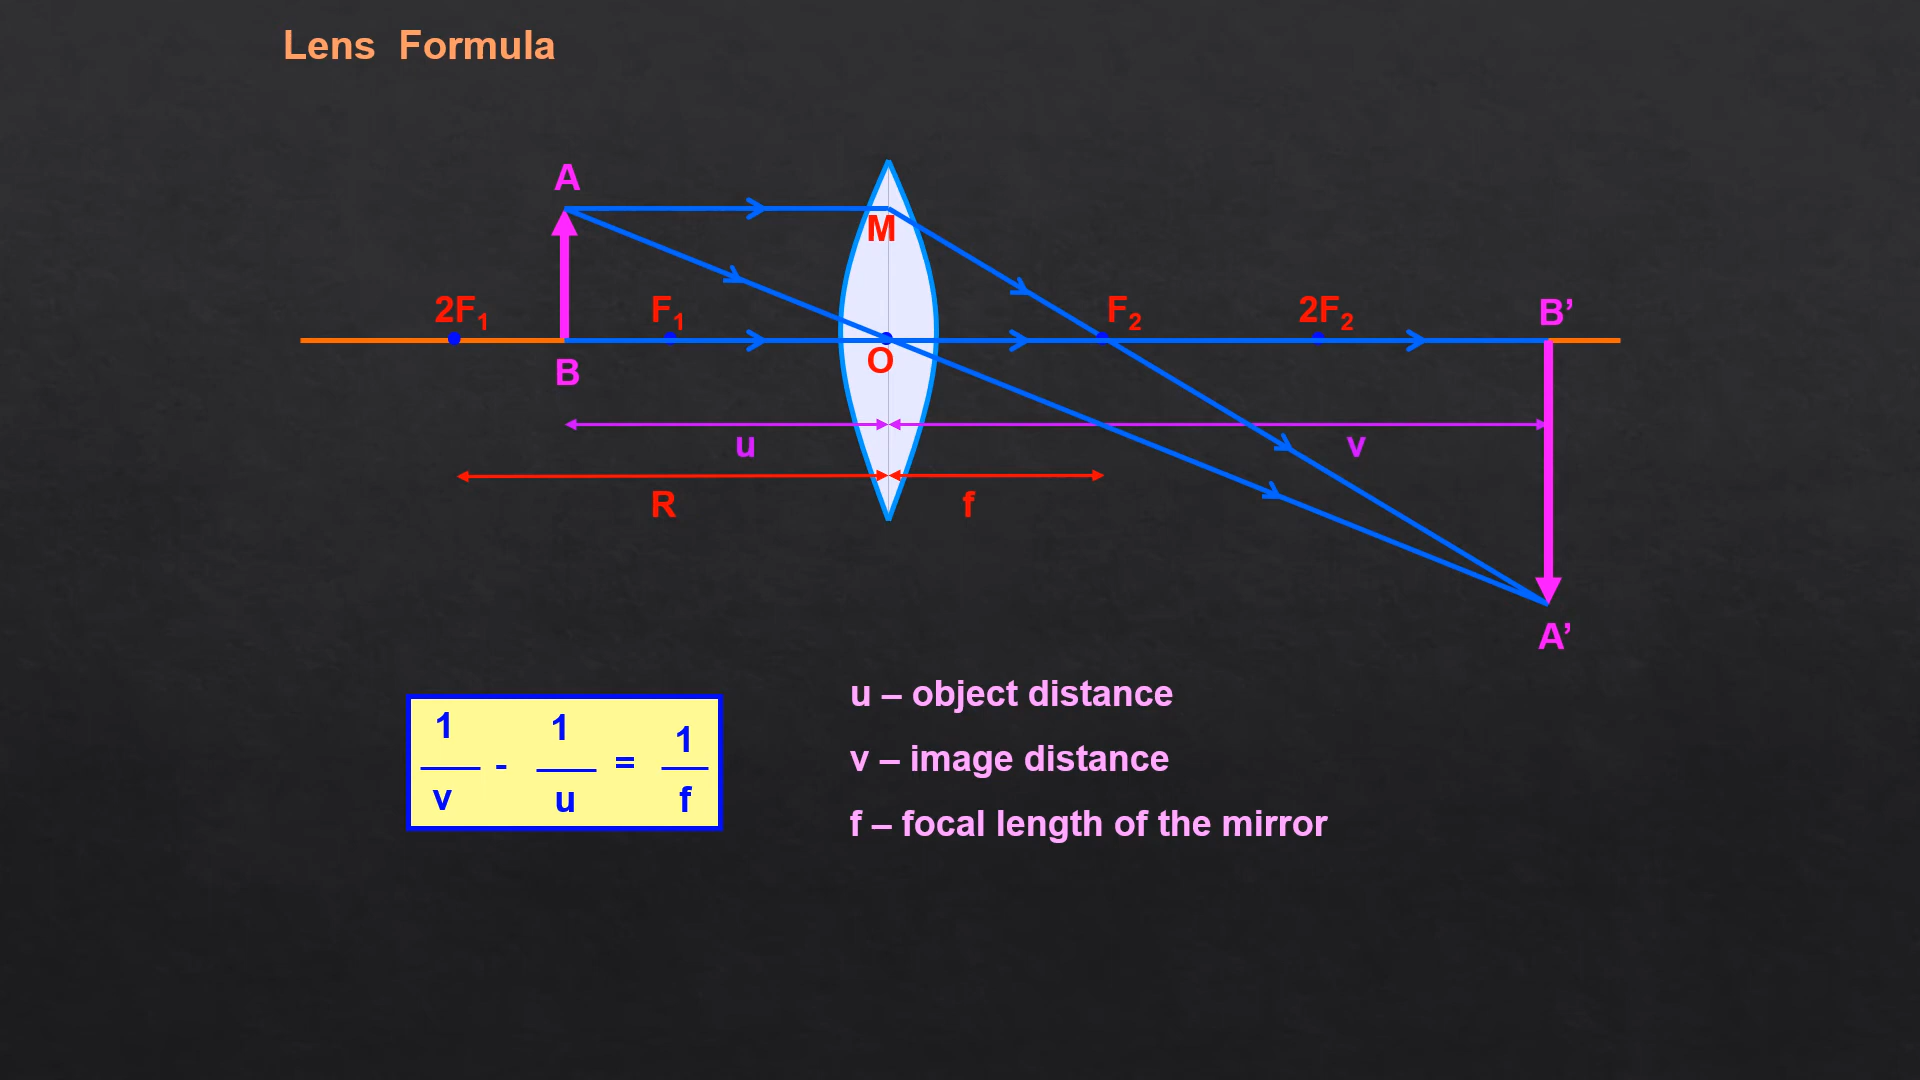 Lens Formula
A
M
2F₁ F₁ F₂ 2F₂ B’
B O
u v
R f
A’
u – object distance
1/v - 1/u = 1/f
v – image distance
f – focal length of the mirror